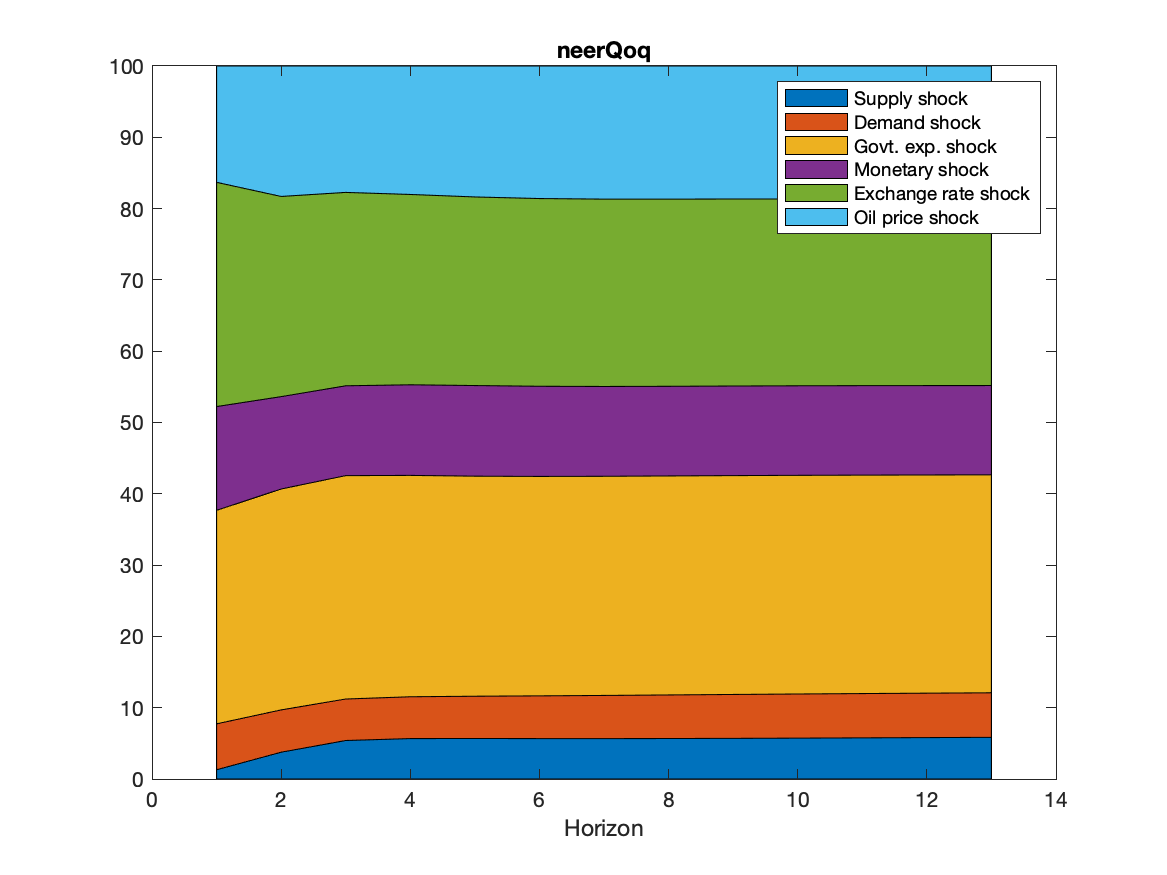 neerQoq
100
90
80
70
60
50
40
30
20
10
0
Supply shock
Demand shock
Govt. exp. shock
Monetary shock
Exchange rate shock
Oil price shock
0 2 4 6 8 10 12 14
Horizon